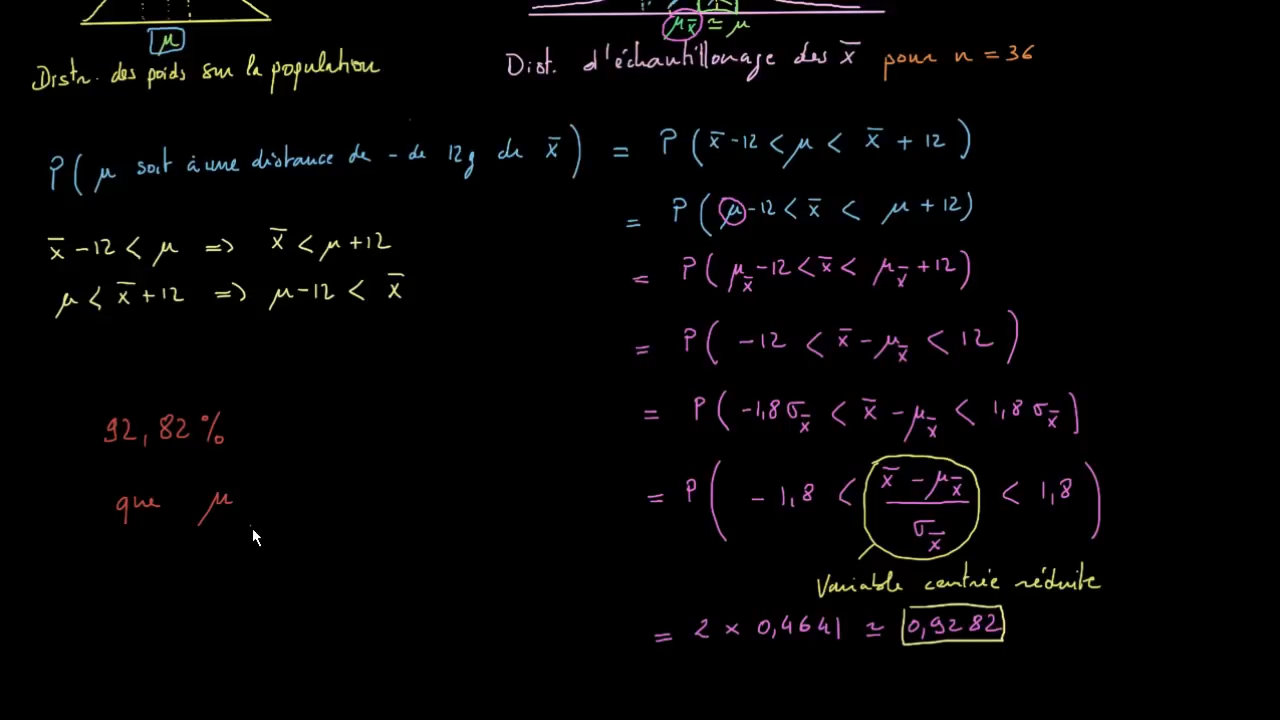 μ
μx̄ ≃ μ
Distr. des poids sur la population
Dist. d'échantillonage des x̄ pour n = 36
P( μ soit à une distance de - de 12g de x̄ ) = P( x̄ -12 < μ < x̄ + 12 )
= P( μ -12 < x̄ < μ + 12 )
x̄ - 12 < μ => x̄ < μ + 12
= P( μx̄ - 12 < x̄ < μx̄ + 12 )
μ < x̄ + 12 => μ - 12 < x̄
= P( -12 < x̄ - μx̄ < 12 )
= P( -1,8 σx̄ < x̄ - μx̄ < 1,8 σx̄ )
92,82 %
= P( -1,8 < (x̄ - μx̄) / σx̄ < 1,8 )
que μ
Variable centrée réduite
= 2 × 0,4641 ≃ 0,9282